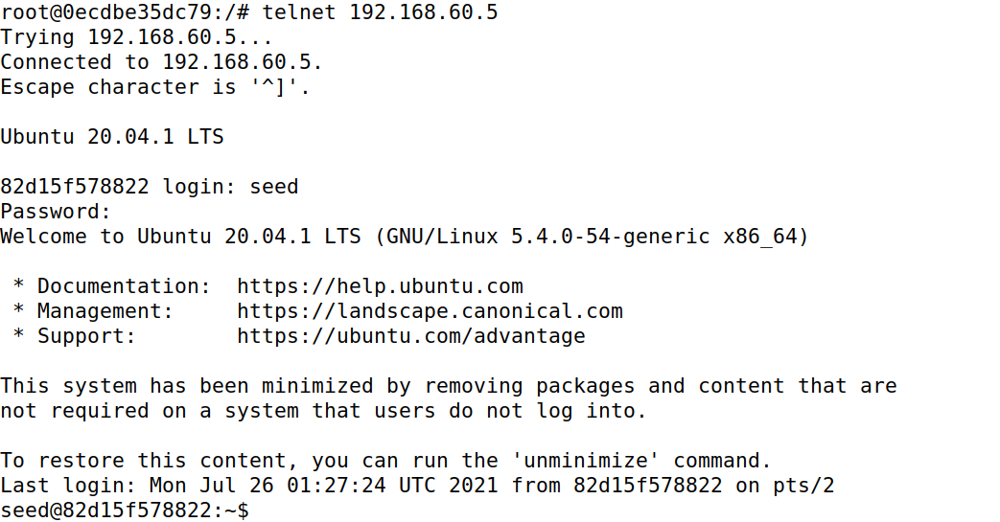 root@0ecdbe35dc79:/# telnet 192.168.60.5
Trying 192.168.60.5...
Connected to 192.168.60.5.
Escape character is '^]'.

Ubuntu 20.04.1 LTS

82d15f578822 login: seed
Password:
Welcome to Ubuntu 20.04.1 LTS (GNU/Linux 5.4.0-54-generic x86_64)

 * Documentation:  https://help.ubuntu.com
 * Management:     https://landscape.canonical.com
 * Support:        https://ubuntu.com/advantage

This system has been minimized by removing packages and content that are
not required on a system that users do not log into.

To restore this content, you can run the 'unminimize' command.
Last login: Mon Jul 26 01:27:24 UTC 2021 from 82d15f578822 on pts/2
seed@82d15f578822:~$